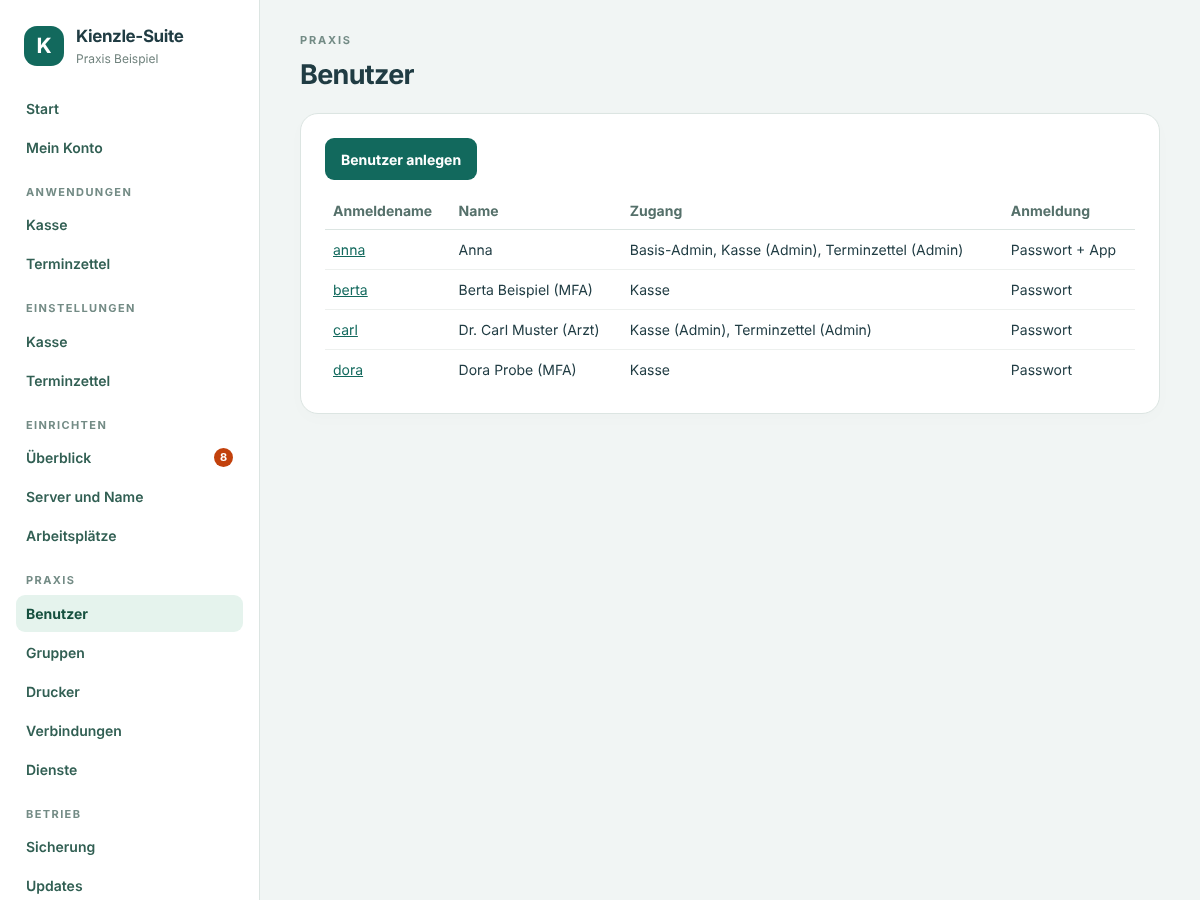 K
Kienzle-Suite
Praxis Beispiel
Start
Mein Konto
ANWENDUNGEN
Kasse
Terminzettel
EINSTELLUNGEN
Kasse
Terminzettel
EINRICHTEN
Überblick 8
Server und Name
Arbeitsplätze
PRAXIS
Benutzer
Gruppen
Drucker
Verbindungen
Dienste
BETRIEB
Sicherung
Updates
PRAXIS
Benutzer
Benutzer anlegen
Anmeldename Name Zugang Anmeldung
anna Anna Basis-Admin, Kasse (Admin), Terminzettel (Admin) Passwort + App
berta Berta Beispiel (MFA) Kasse Passwort
carl Dr. Carl Muster (Arzt) Kasse (Admin), Terminzettel (Admin) Passwort
dora Dora Probe (MFA) Kasse Passwort